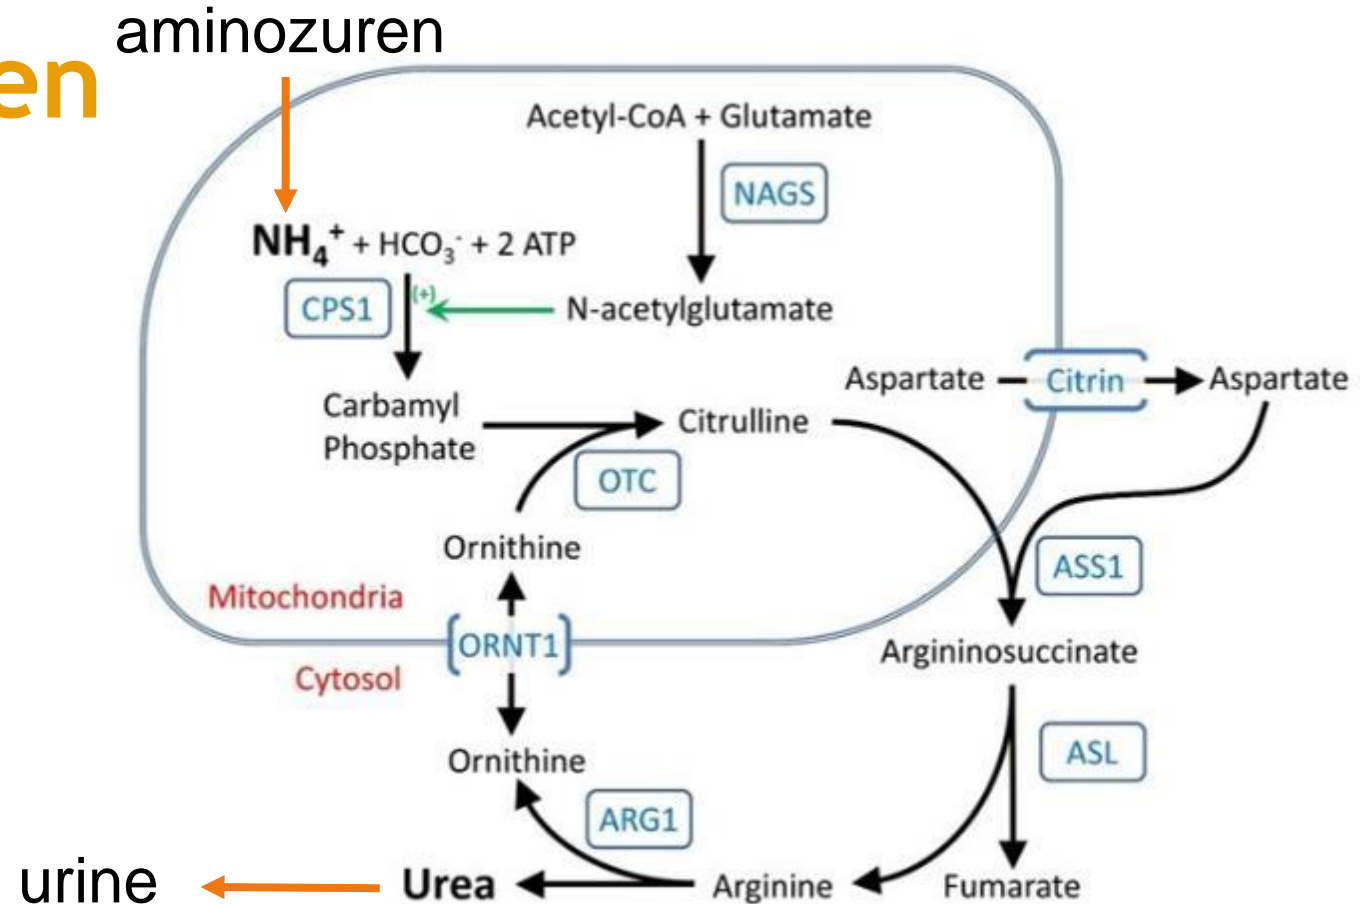 aminozuren
en
Acetyl-CoA + Glutamate
NAGS
NH₄⁺ + HCO₃⁻ + 2 ATP
CPS1
(+)
N-acetylglutamate
Aspartate
Citrin
Aspartate
Carbamyl
Phosphate
Citrulline
OTC
Ornithine
ASS1
Mitochondria
ORNT1
Argininosuccinate
Cytosol
ASL
Ornithine
ARG1
urine
Urea
Arginine
Fumarate